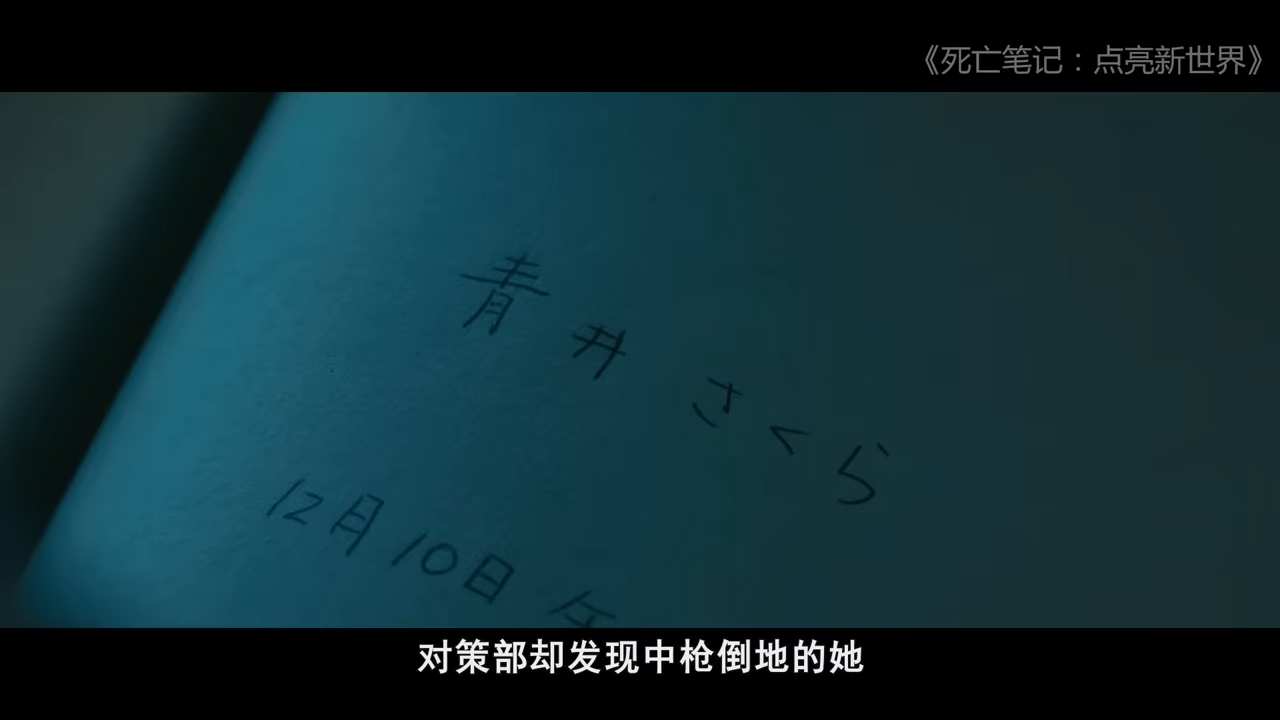 《死亡笔记：点亮新世界》
青井 さくら
12月10日 午
对策部却发现中枪倒地的她